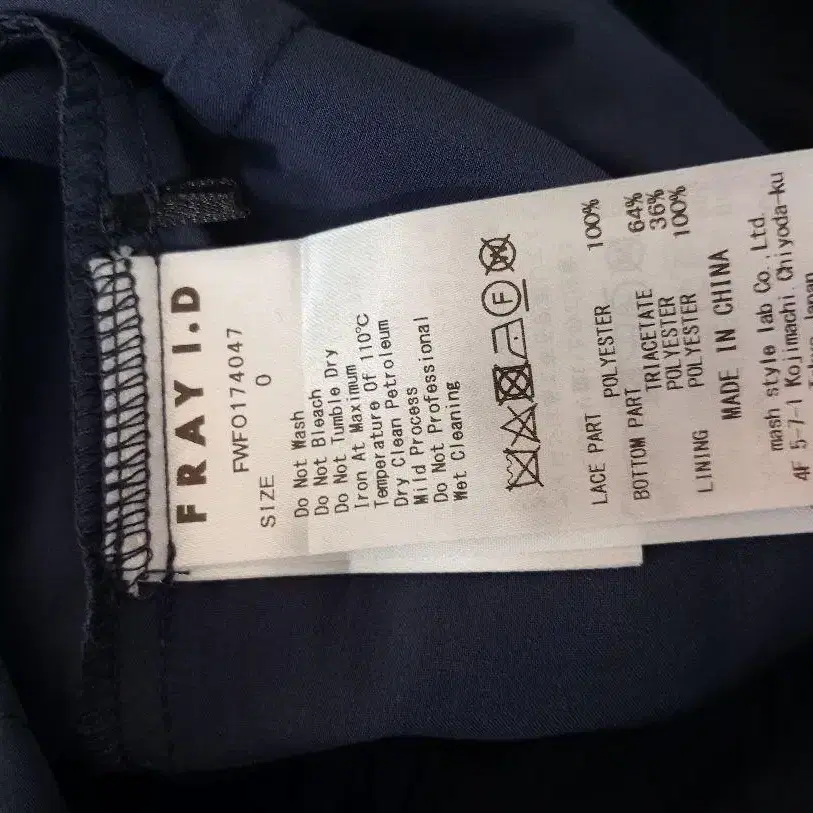 FRAY I.D
FWFO174047
SIZE 0
Do Not Wash
Do Not Bleach
Do Not Tumble Dry
Iron At Maximum
Temperature Of 110℃
Dry Clean Petroleum
Mild Process
Do Not Professional
Wet Cleaning
F
LACE PART POLYESTER 100%
BOTTOM PART TRIACETATE 64%
POLYESTER 36%
LINING POLYESTER 100%
MADE IN CHINA
mash style lab Co.,Ltd.
4F 5-7-1 Kojimachi Chiyoda-ku